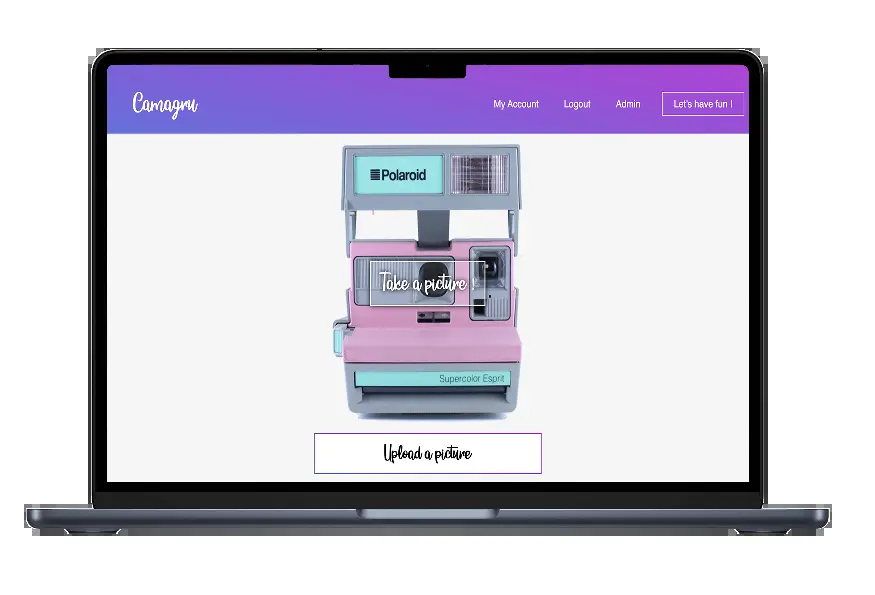 Camagru
My Account
Logout
Admin
Let's have fun !
Polaroid
Take a picture !
Supercolor Esprit
Upload a picture